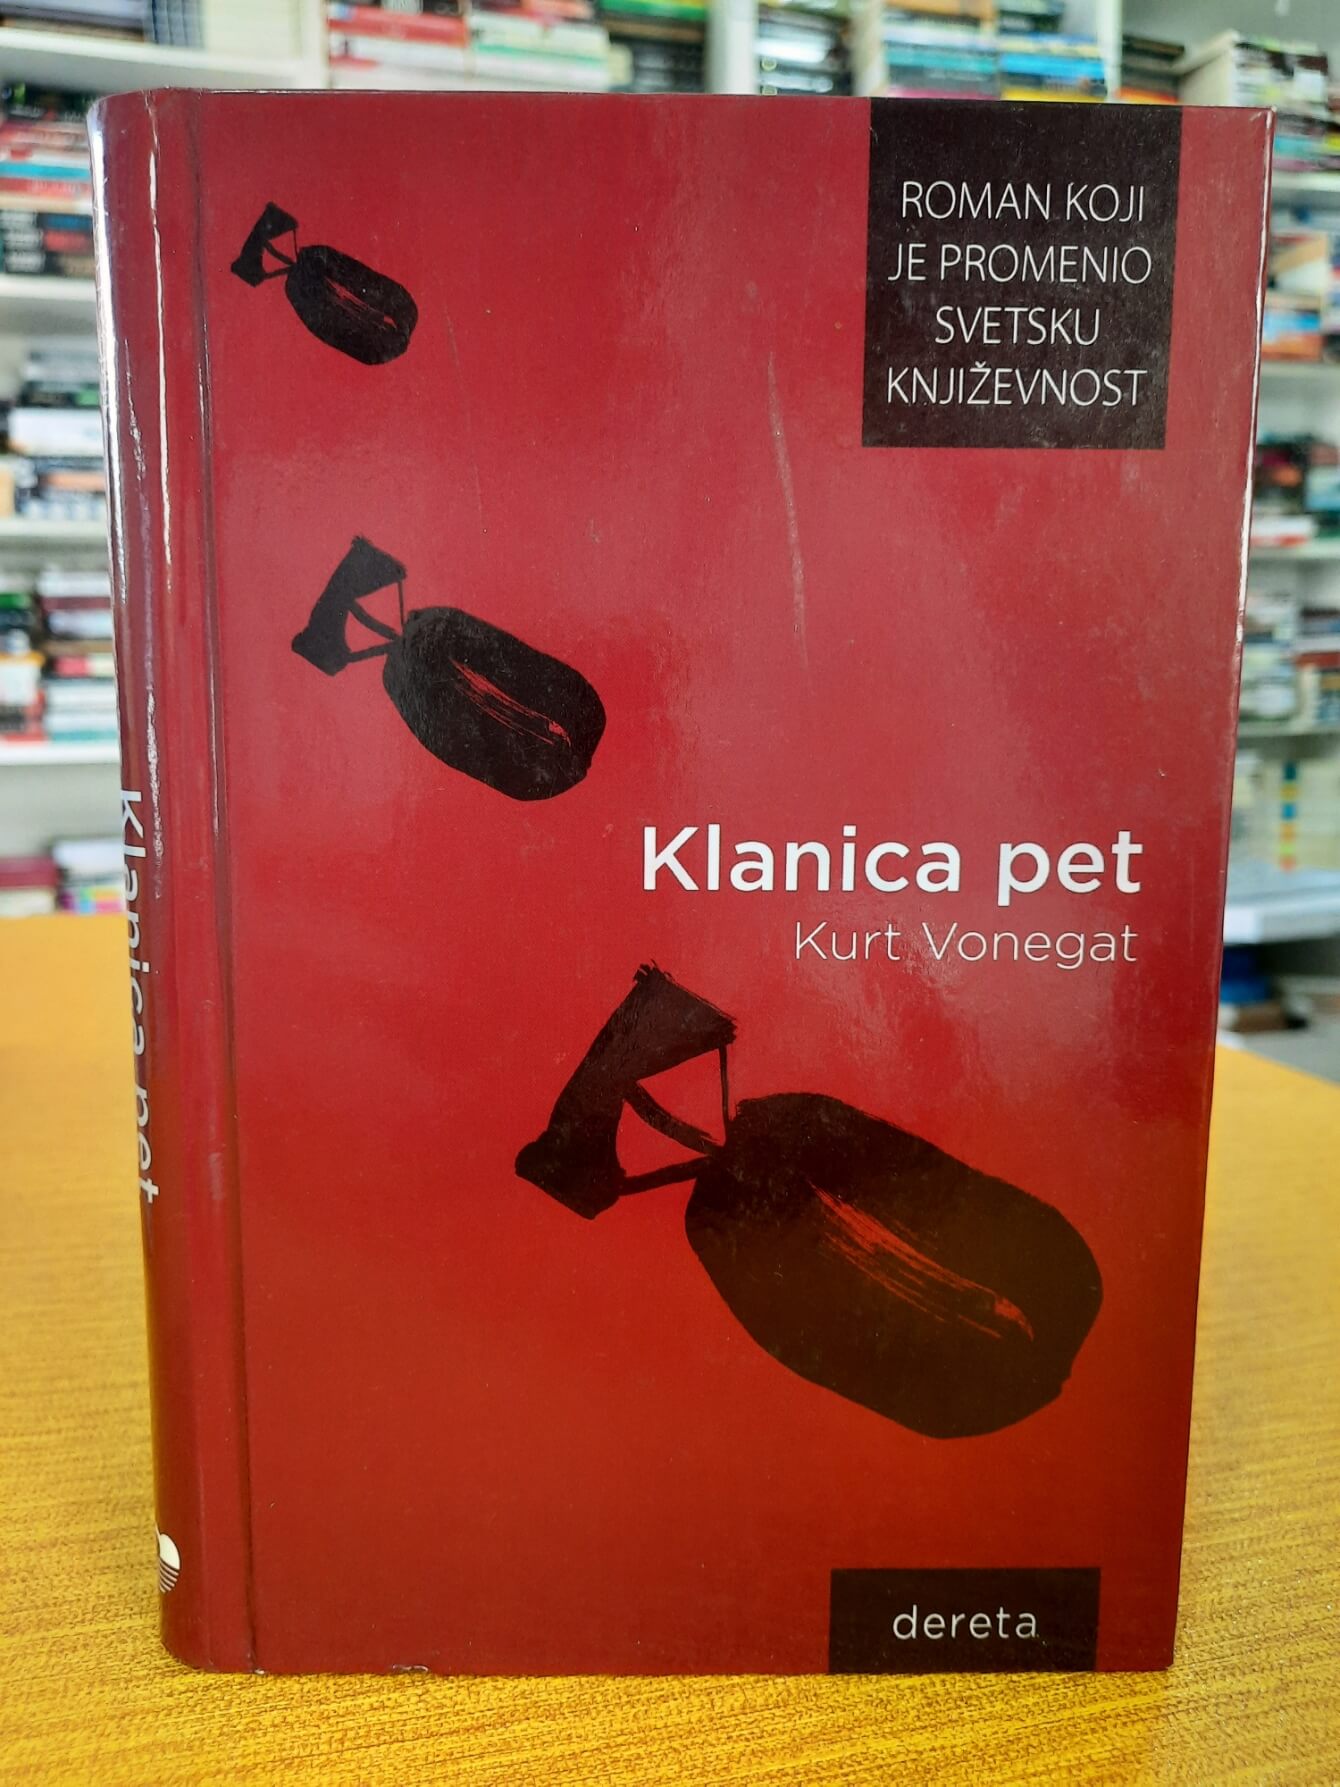 ROMAN KOJI
JE PROMENIO
SVETSKU
KNJIŽEVNOST
Klanica pet
Kurt Vonegat
dereta
Klanica pet